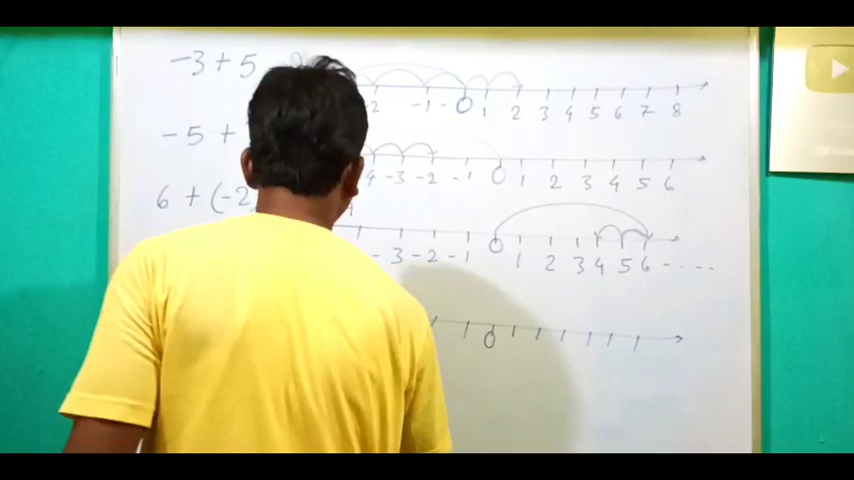 -3 + 5
-2 -1 0 1 2 3 4 5 6 7 8
-5 +
4 -3 -2 -1 0 1 2 3 4 5 6
6 + (-2
-3 -2 -1 0 1 2 3 4 5 6 - - - -
0